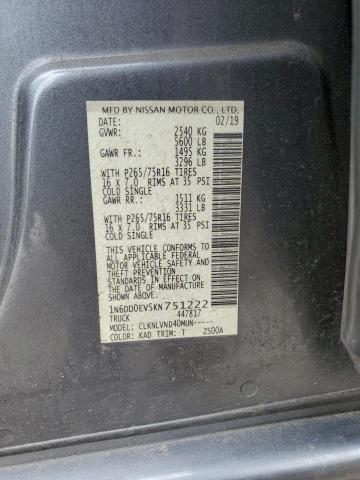 MFD BY NISSAN MOTOR CO., LTD.
DATE: 02/19
GVWR: 2540 KG
5600 LB
GAWR FR.: 1495 KG
3296 LB
WITH P265/75R16 TIRES
16 X 7.0 RIMS AT 35 PSI
COLD SINGLE
GAWR RR.: 1511 KG
3331 LB
WITH P265/75R16 TIRES
16 X 7.0 RIMS AT 35 PSI
COLD SINGLE
THIS VEHICLE CONFORMS TO
ALL APPLICABLE FEDERAL
MOTOR VEHICLE SAFETY
STANDARDS IN EFFECT ON THE
DATE OF MANUFACTURE SHOWN
ABOVE.
1N6DD0EV5KN751222
TRUCK 447817
MODEL: CLKNLVND40MUN-----
COLOR: KAD TRIM: T ZS00A